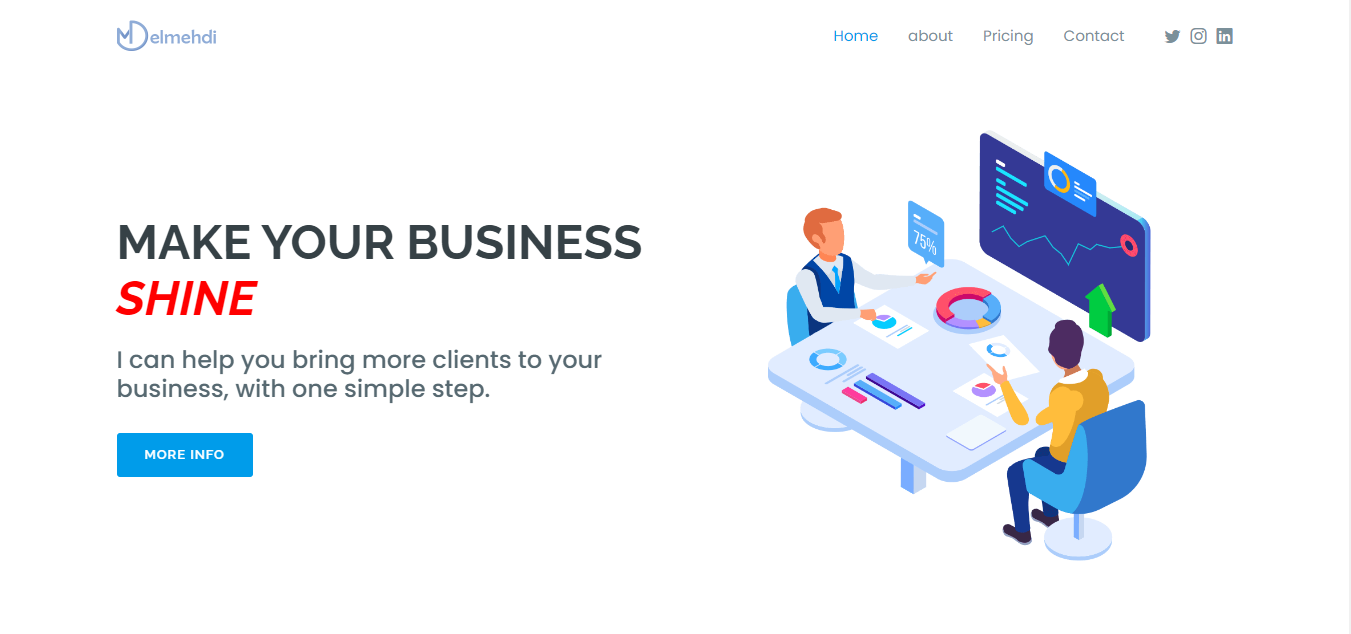 MDelmehdi
Home about Pricing Contact
MAKE YOUR BUSINESS
SHINE
75%
I can help you bring more clients to your
business, with one simple step.
MORE INFO